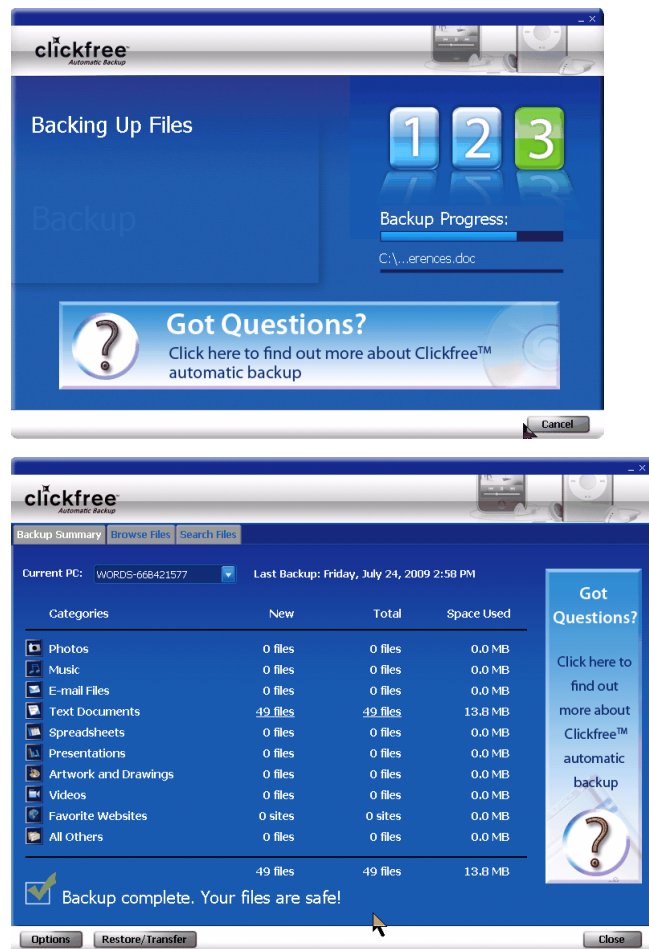 clickfree
Automatic Backup
Backing Up Files
1 2 3
Backup
Backup Progress:
C:\...erences.doc
Got Questions?
Click here to find out more about Clickfree™
automatic backup
Cancel
clickfree
Automatic Backup
Backup Summary Browse Files Search Files
Current PC: WORDS-66B421577 Last Backup: Friday, July 24, 2009 2:58 PM
Categories New Total Space Used
Photos 0 files 0 files 0.0 MB
Music 0 files 0 files 0.0 MB
E-mail Files 0 files 0 files 0.0 MB
Text Documents 49 files 49 files 13.8 MB
Spreadsheets 0 files 0 files 0.0 MB
Presentations 0 files 0 files 0.0 MB
Artwork and Drawings 0 files 0 files 0.0 MB
Videos 0 files 0 files 0.0 MB
Favorite Websites 0 sites 0 sites 0.0 MB
All Others 0 files 0 files 0.0 MB
49 files 49 files 13.8 MB
Backup complete. Your files are safe!
Got
Questions?
Click here to
find out
more about
Clickfree™
automatic
backup
?
Options Restore/Transfer Close